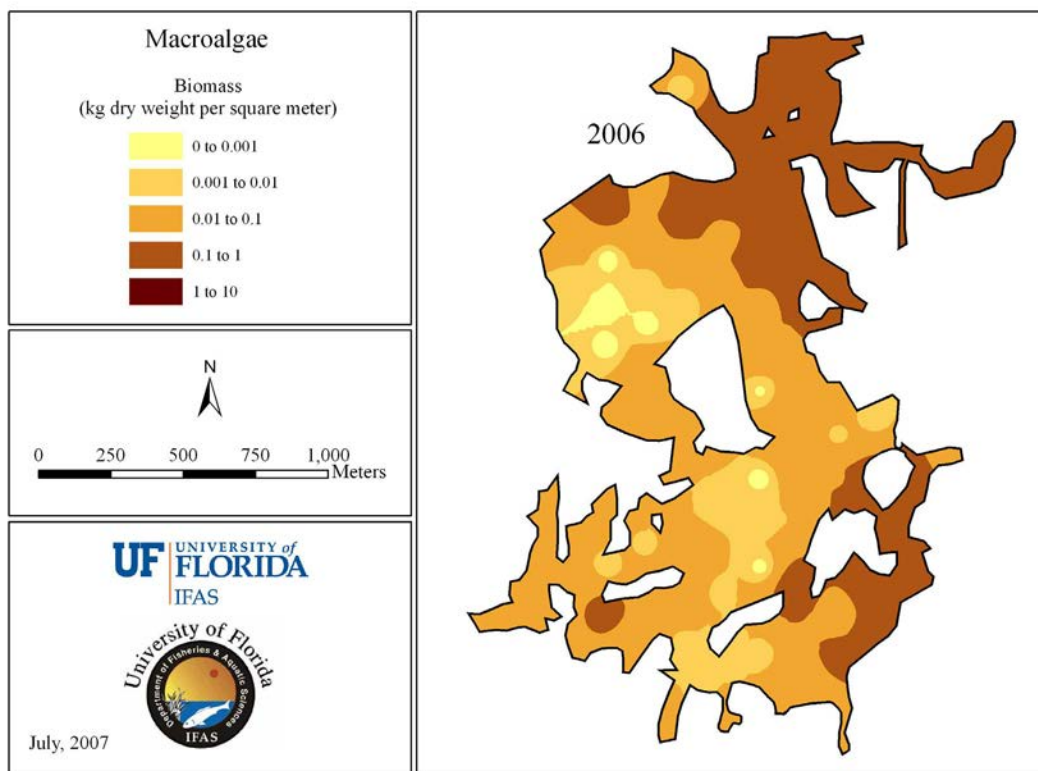 Macroalgae
Biomass
(kg dry weight per square meter)
0 to 0.001
0.001 to 0.01
0.01 to 0.1
0.1 to 1
1 to 10
N
0 250 500 750 1,000
Meters
UF UNIVERSITY of
FLORIDA
IFAS
University of Florida
Department of Fisheries & Aquatic Sciences
IFAS
July, 2007
2006